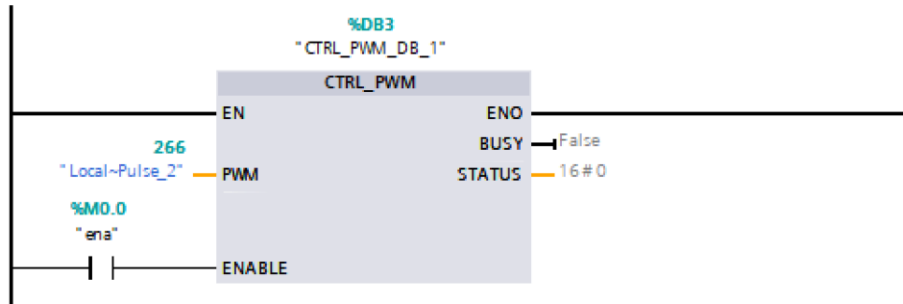 %DB3
"CTRL_PWM_DB_1"
CTRL_PWM
EN ENO
BUSY False
266
"Local~Pulse_2" PWM STATUS 16#0
%M0.0
"ena"
ENABLE